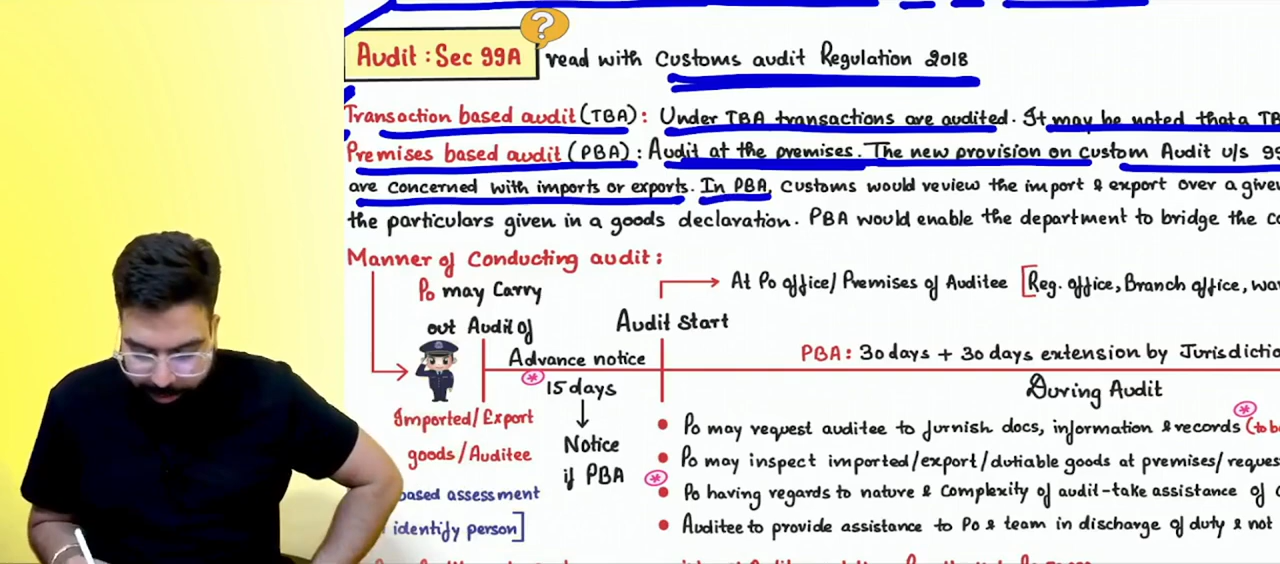 ?
Audit : Sec 99A read with Customs audit Regulation 2018
Transaction based audit (TBA) : Under TBA transactions are audited. It may be noted that a TB
Premises based audit (PBA) : Audit at the premises. The new provision on custom Audit u/s 99
are concerned with imports or exports. In PBA, customs would review the import & export over a give
the particulars given in a goods declaration. PBA would enable the department to bridge the
Manner of Conducting audit :
Po may Carry
out Audit of
At Po office/ Premises of Auditee [Reg. office, Branch office,
Audit Start
Advance notice
15 days
Notice
if PBA
PBA : 30 days + 30 days extension by
During Audit
Imported/Export
goods/Auditee
based assessment
identify person]
Po may request auditee to furnish docs, information & records (to
Po may inspect imported/export/dutiable goods at premises/
Po having regards to nature & Complexity of audit-take assistance of
Auditee to provide assistance to Po & team in discharge of duty & not